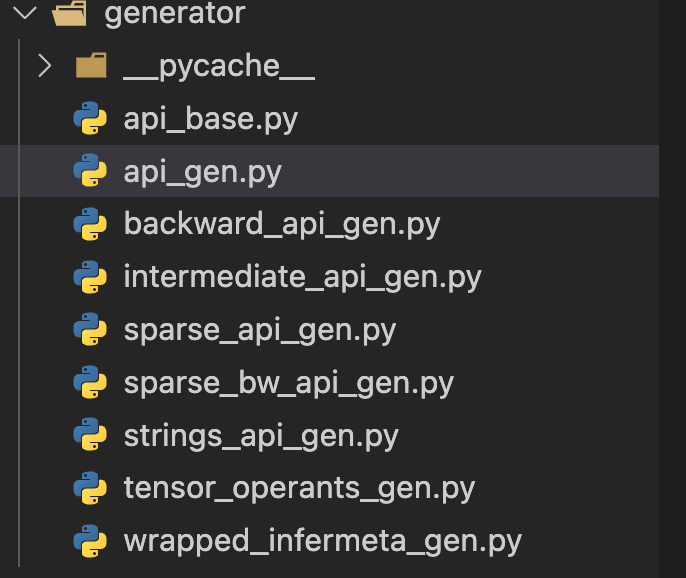 generator
__pycache__
api_base.py
api_gen.py
backward_api_gen.py
intermediate_api_gen.py
sparse_api_gen.py
sparse_bw_api_gen.py
strings_api_gen.py
tensor_operants_gen.py
wrapped_infermeta_gen.py